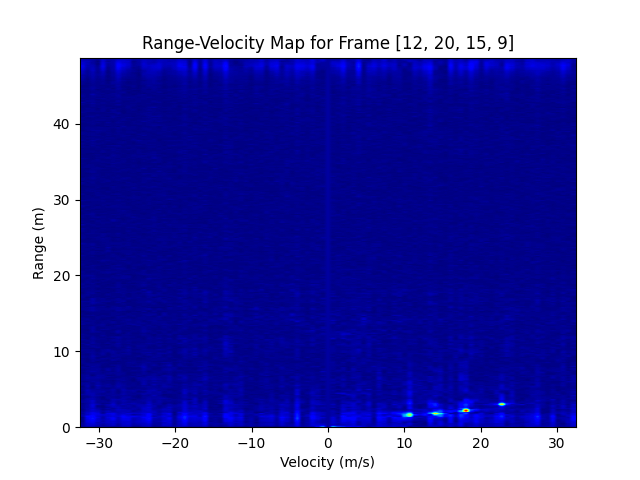 Range-Velocity Map for Frame [12, 20, 15, 9]
40
30
20
10
0
Range (m)
−30 −20 −10 0 10 20 30
Velocity (m/s)